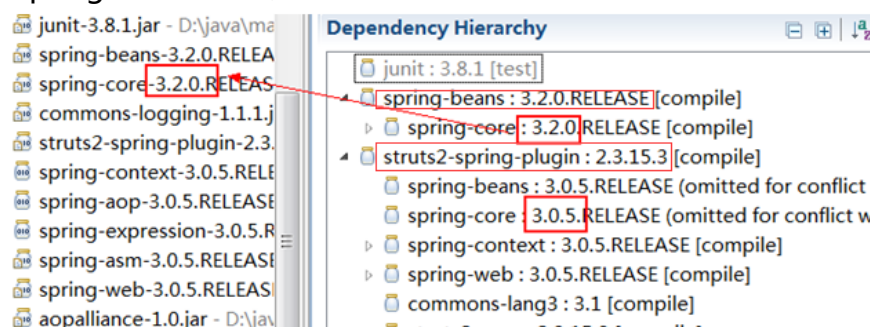 junit-3.8.1.jar - D:\java\ma
spring-beans-3.2.0.RELEA
spring-core-3.2.0.RELEAS
commons-logging-1.1.1.j
struts2-spring-plugin-2.3.
spring-context-3.0.5.RELE
spring-aop-3.0.5.RELEASE
spring-expression-3.0.5.R
spring-asm-3.0.5.RELEASE
spring-web-3.0.5.RELEAS
aopalliance-1.0.jar - D:\jav
Dependency Hierarchy
junit : 3.8.1 [test]
spring-beans : 3.2.0.RELEASE [compile]
spring-core : 3.2.0.RELEASE [compile]
struts2-spring-plugin : 2.3.15.3 [compile]
spring-beans : 3.0.5.RELEASE (omitted for conflict
spring-core : 3.0.5.RELEASE (omitted for conflict w
spring-context : 3.0.5.RELEASE [compile]
spring-web : 3.0.5.RELEASE [compile]
commons-lang3 : 3.1 [compile]